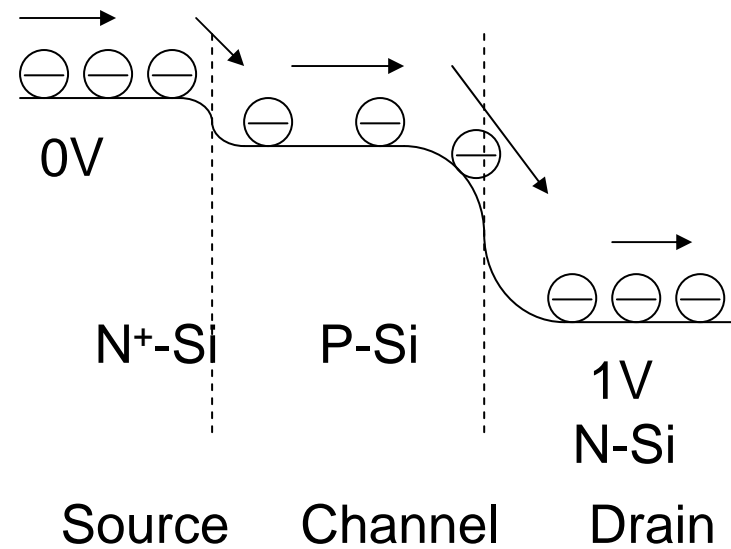 0V
N⁺-Si P-Si
1V
N-Si
Source Channel Drain